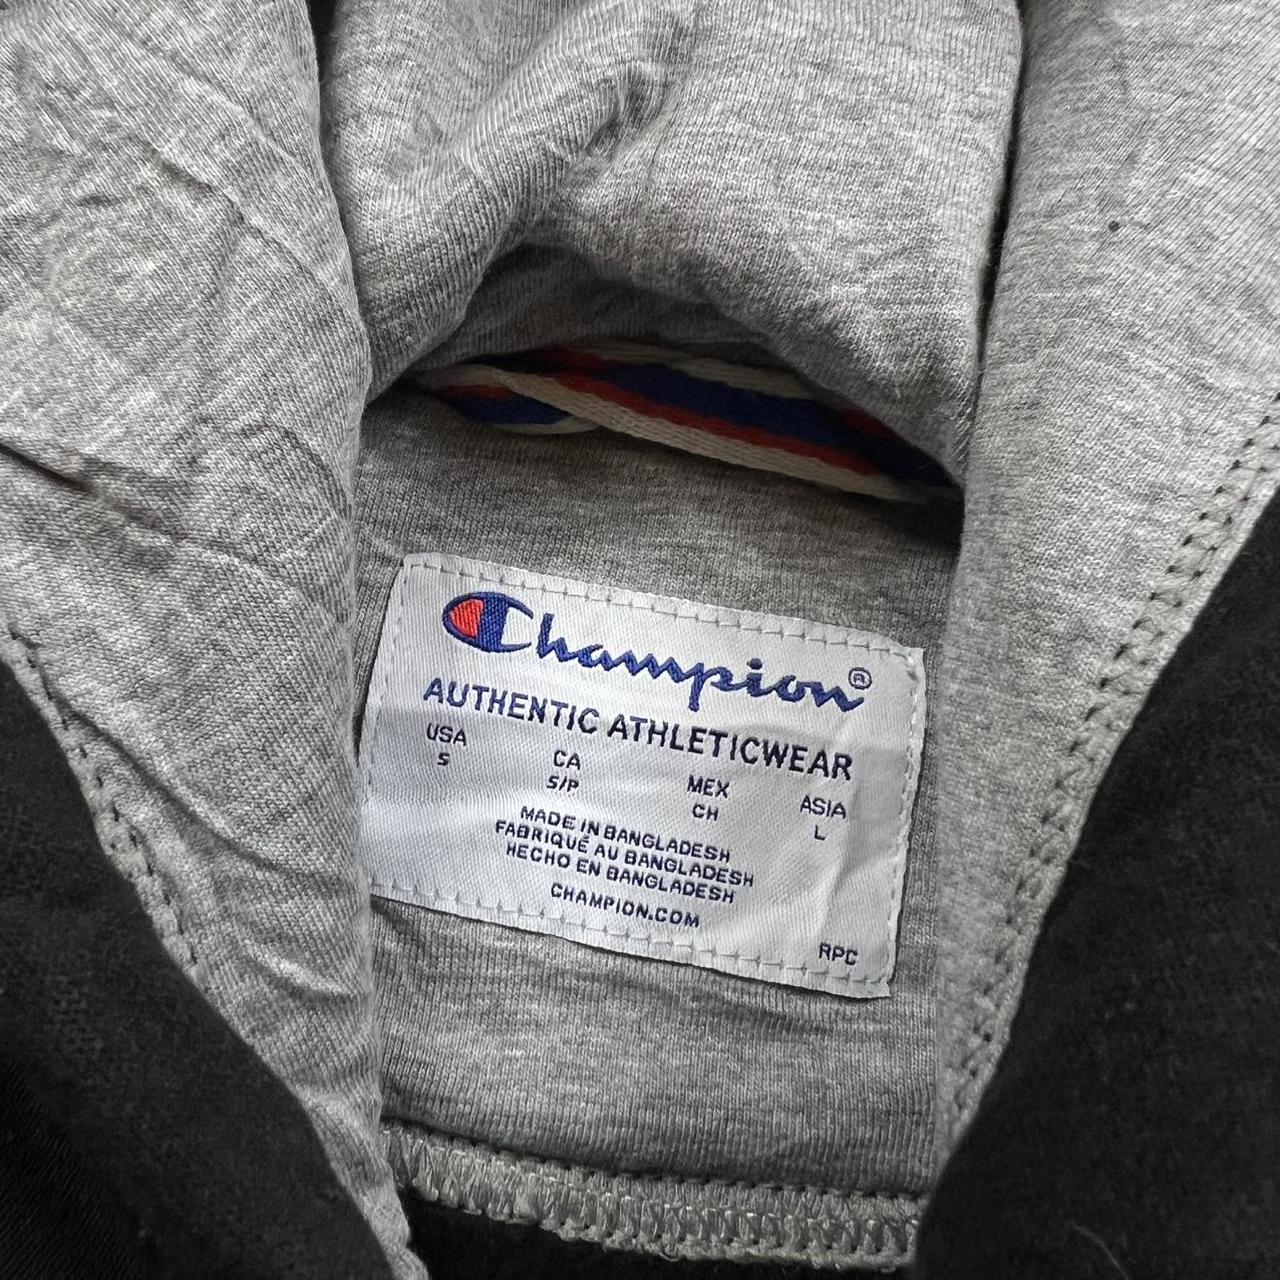 Champion®
AUTHENTIC ATHLETICWEAR
USA CA MEX ASIA
S S/P CH L
MADE IN BANGLADESH
FABRIQUÉ AU BANGLADESH
HECHO EN BANGLADESH
CHAMPION.COM
RPC